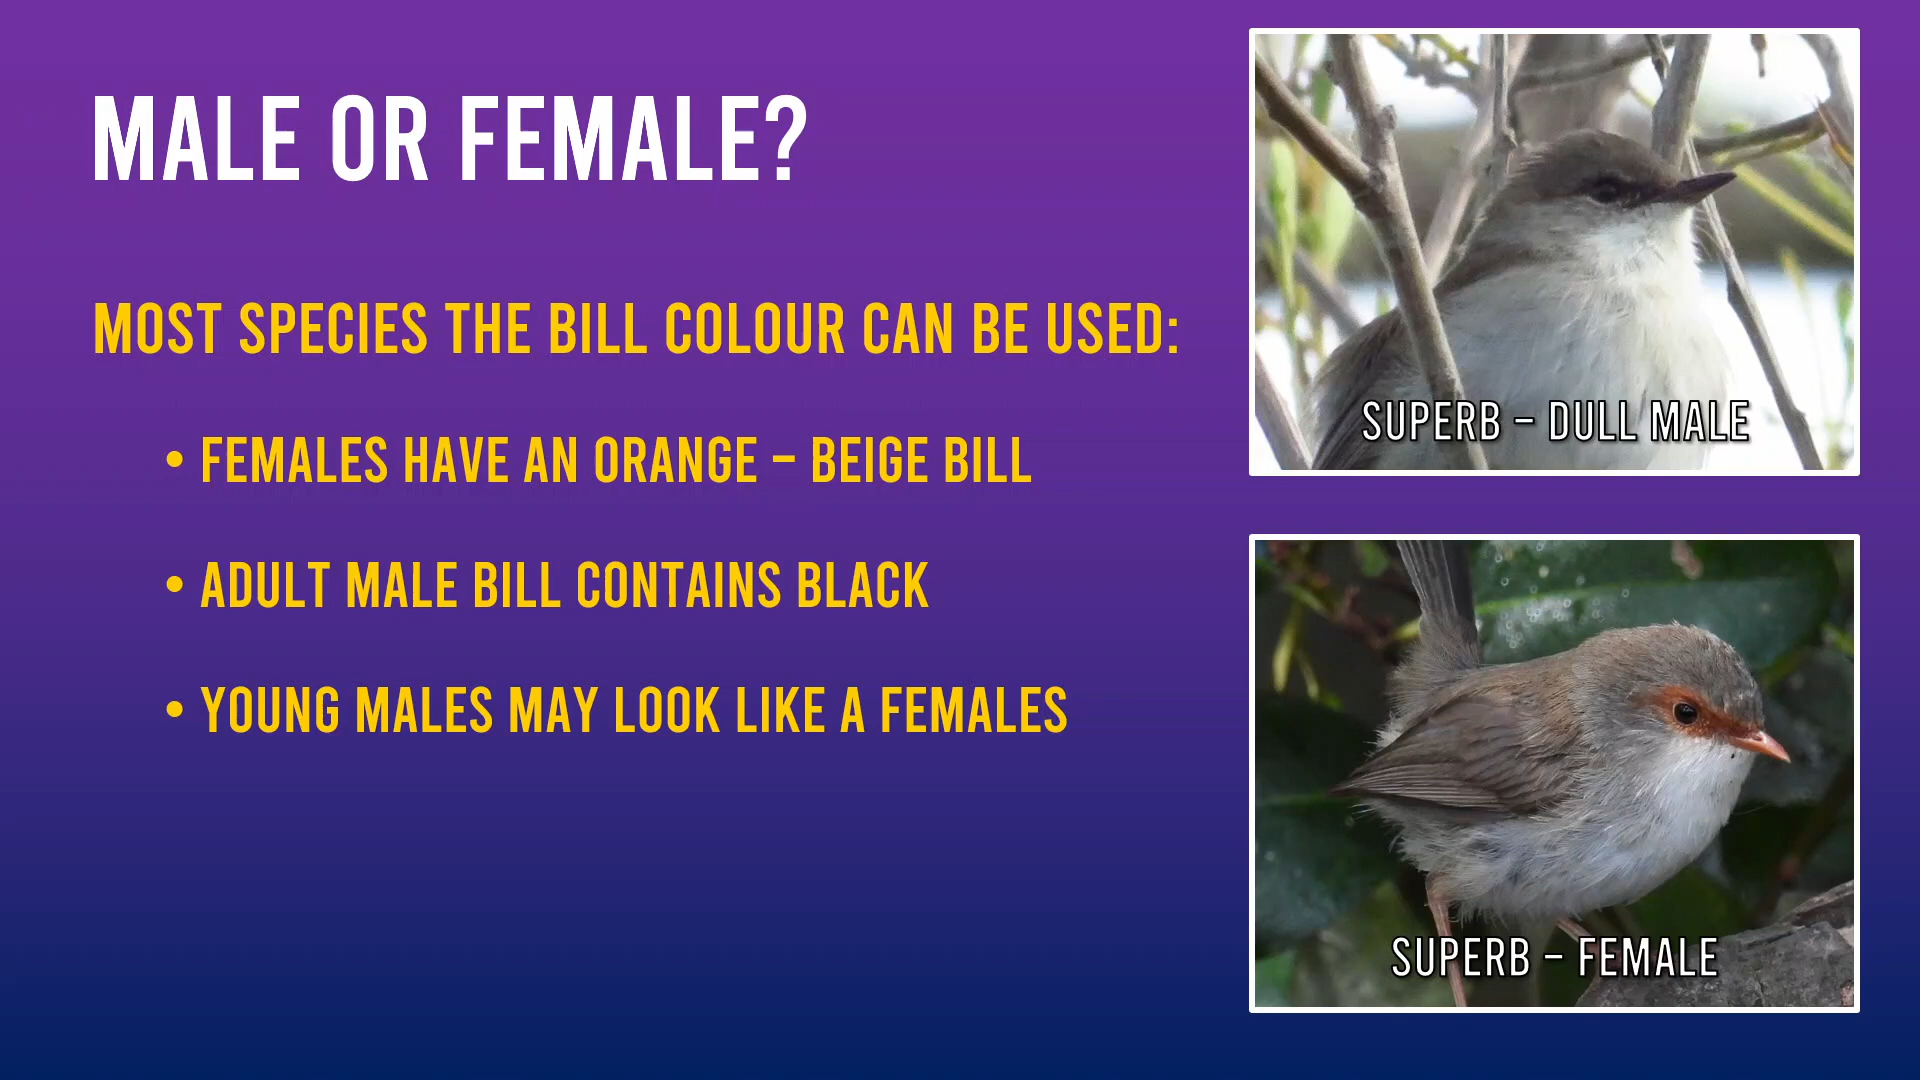 MALE OR FEMALE?
MOST SPECIES THE BILL COLOUR CAN BE USED:
• FEMALES HAVE AN ORANGE – BEIGE BILL
• ADULT MALE BILL CONTAINS BLACK
• YOUNG MALES MAY LOOK LIKE A FEMALES
SUPERB – DULL MALE
SUPERB – FEMALE